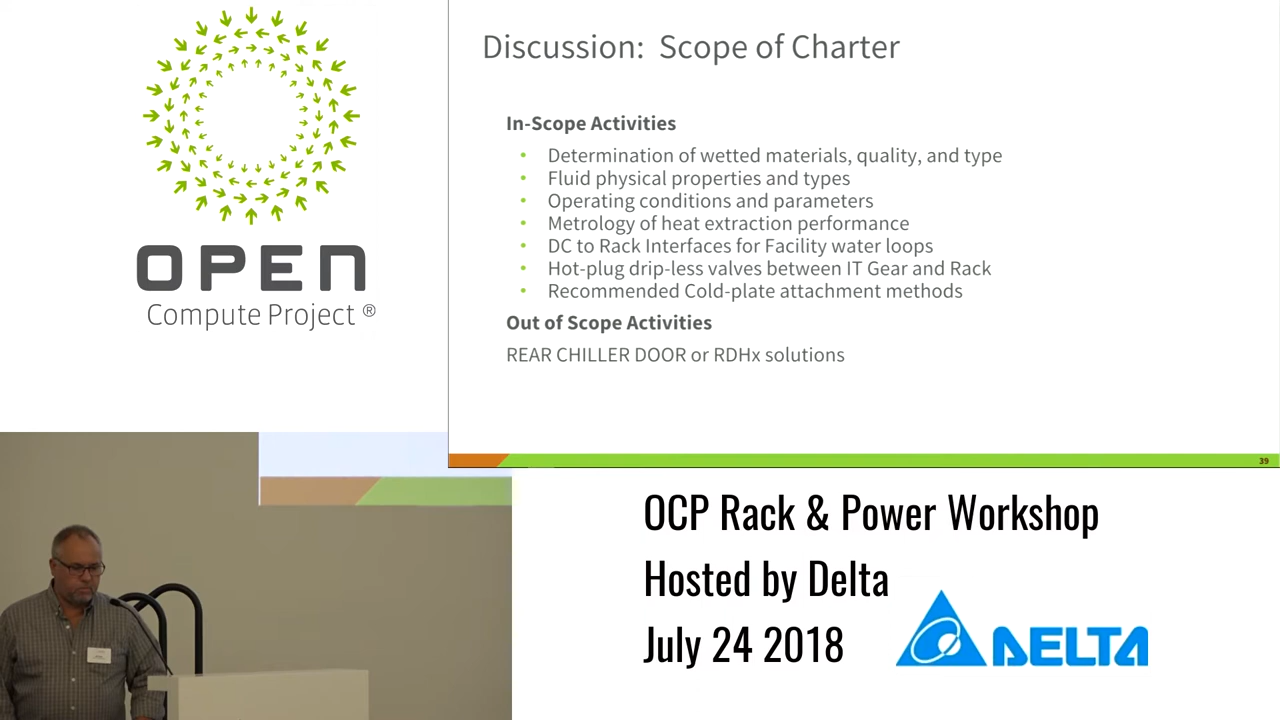 OPEN
Compute Project ®
Discussion: Scope of Charter
In-Scope Activities
• Determination of wetted materials, quality, and type
• Fluid physical properties and types
• Operating conditions and parameters
• Metrology of heat extraction performance
• DC to Rack Interfaces for Facility water loops
• Hot-plug drip-less valves between IT Gear and Rack
• Recommended Cold-plate attachment methods
Out of Scope Activities
REAR CHILLER DOOR or RDHx solutions
39
OCP Rack & Power Workshop
Hosted by Delta
July 24 2018
DELTA